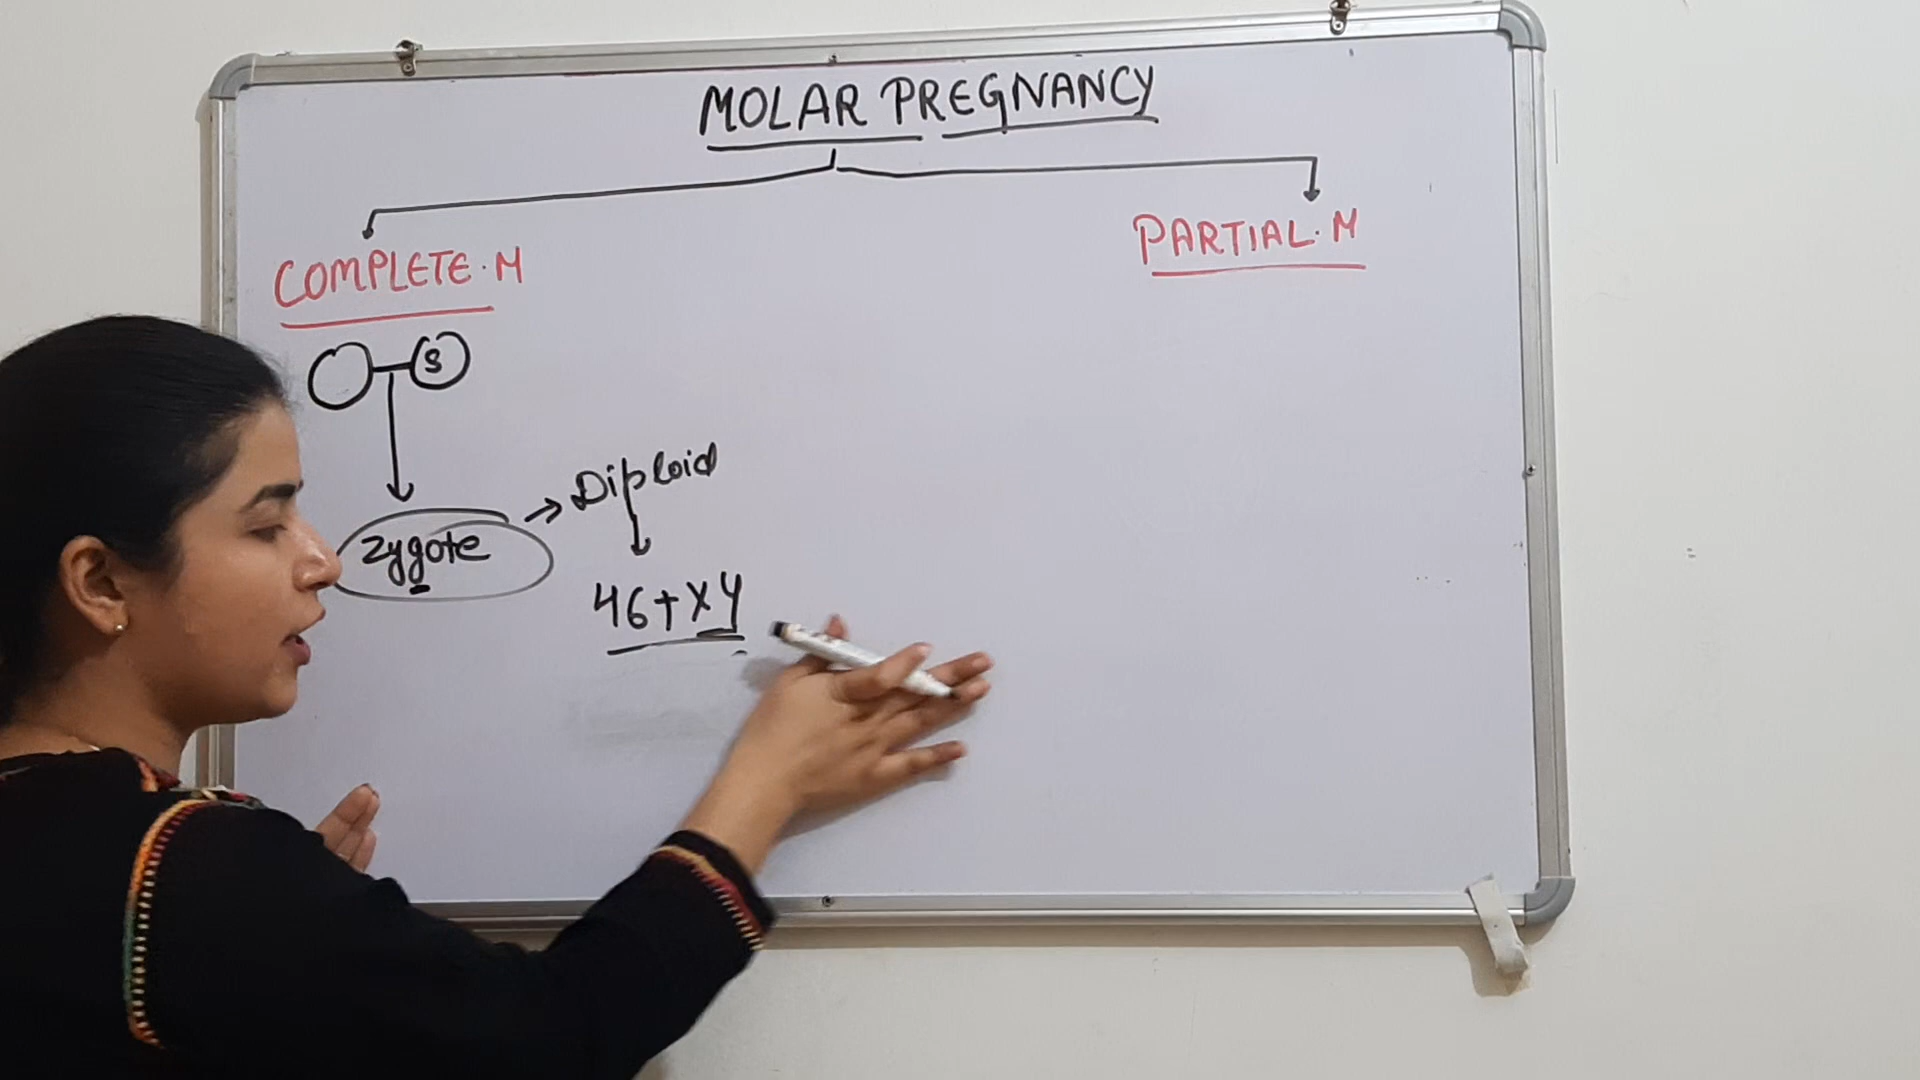 MOLAR PREGNANCY
COMPLETE.M
PARTIAL.M
S
Diploid
Zygote
46+XY